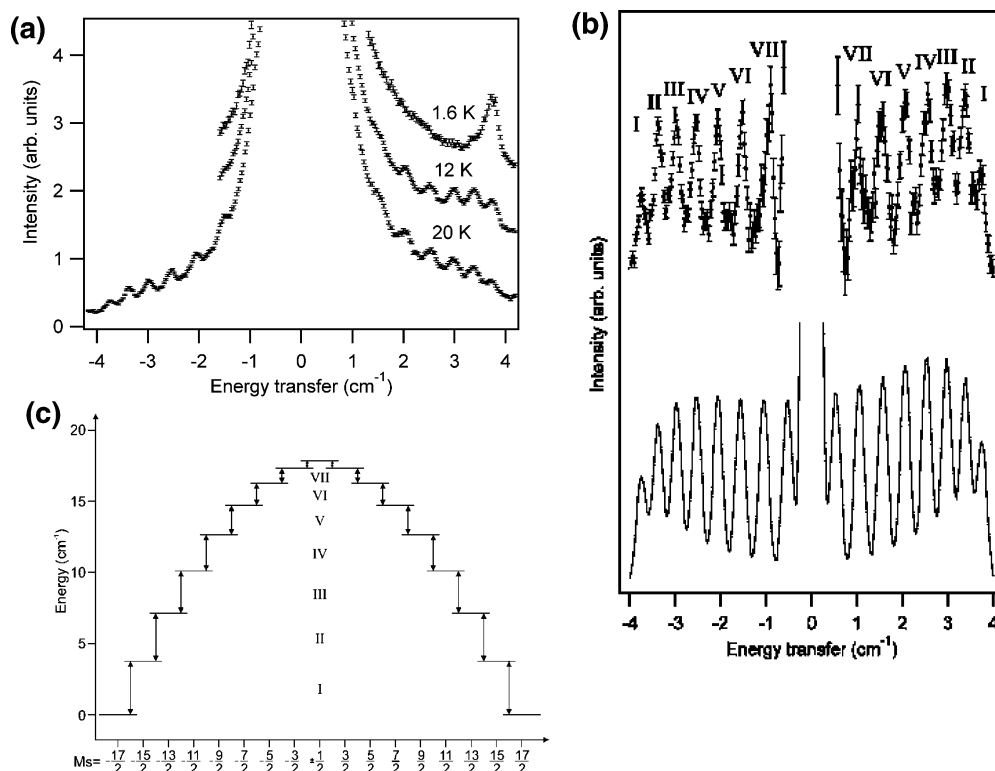 (a)
4
3
2
1
0
Intensity (arb. units)
1.6 K
12 K
20 K
-4 -3 -2 -1 0 1 2 3 4
Energy transfer (cm⁻¹)
(b)
I II III IV V VI VII VII VI V IV III II I
Intensity (arb. units)
-4 -3 -2 -1 0 1 2 3 4
Energy transfer (cm⁻¹)
(c)
20
15
10
5
0
Energy (cm⁻¹)
VII
VI
V
IV
III
II
I
Ms= -17/2 -15/2 -13/2 -11/2 -9/2 -7/2 -5/2 -3/2 ±1/2 3/2 5/2 7/2 9/2 11/2 13/2 15/2 17/2